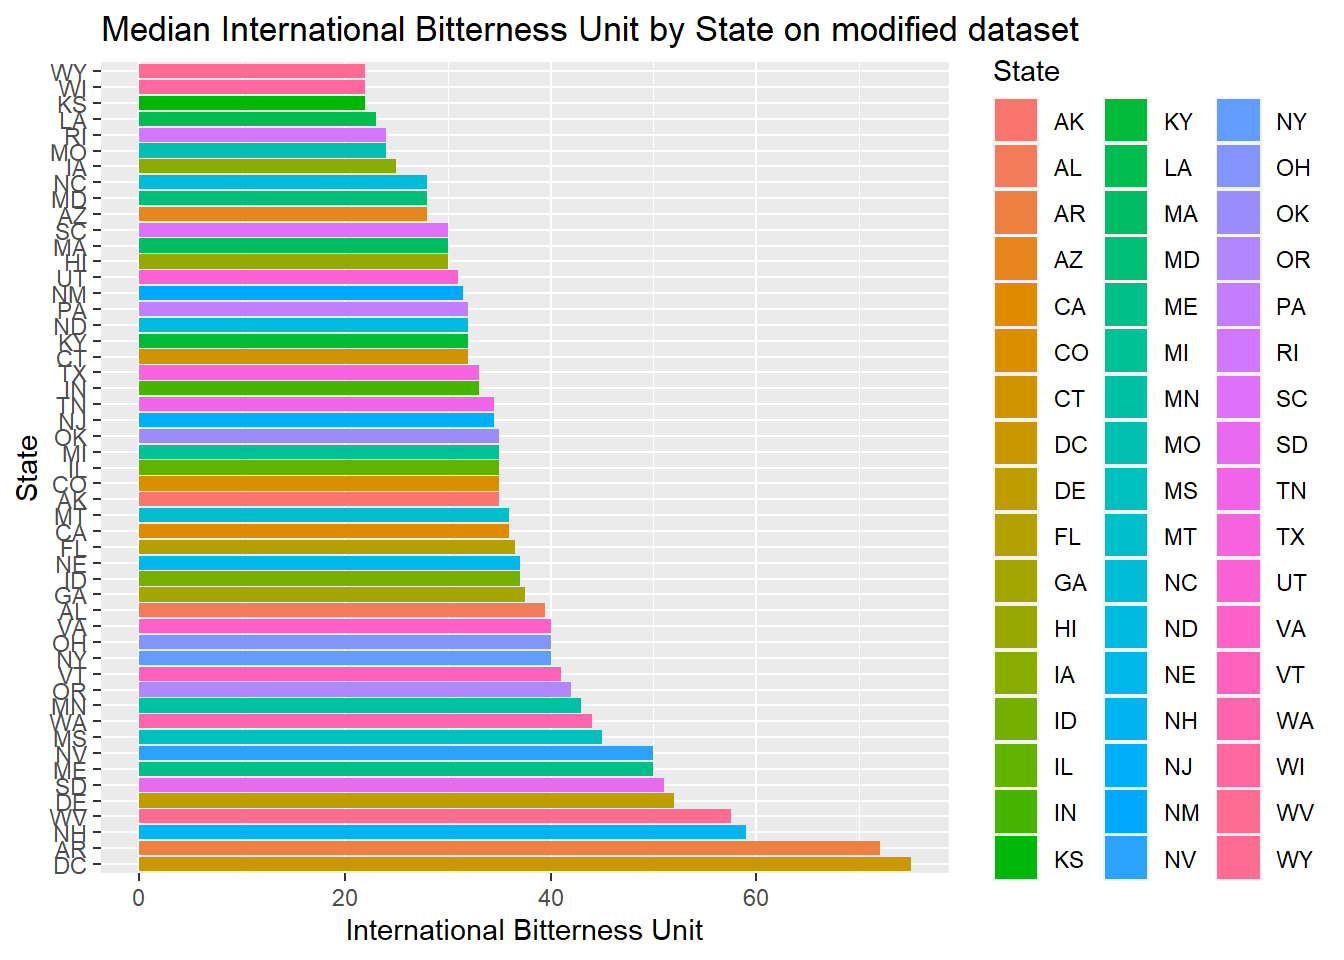 Median International Bitterness Unit by State on modified dataset
State
WY
WI
KS
LA
RI
MO
IA
NC
MD
AZ
SC
MA
HI
UT
NM
PA
ND
KY
CT
TX
IN
TN
NJ
OK
MI
IL
CO
AK
MT
CA
FL
NE
ID
GA
AL
VA
OH
NY
VT
OR
MN
WA
MS
NV
ME
SD
DE
WV
NH
AR
DC
0 20 40 60
International Bitterness Unit
State
AK KY NY
AL LA OH
AR MA OK
AZ MD OR
CA ME PA
CO MI RI
CT MN SC
DC MO SD
DE MS TN
FL MT TX
GA NC UT
HI ND VA
IA NE VT
ID NH WA
IL NJ WI
IN NM WV
KS NV WY